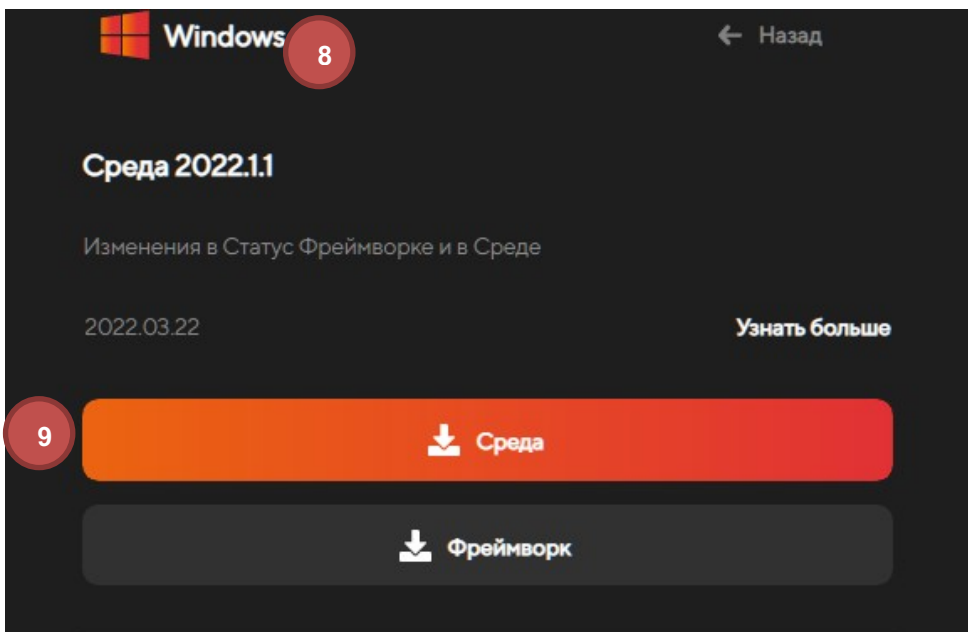 Windows
8
← Назад
Среда 2022.1.1
Изменения в Статус Фреймворке и в Среде
2022.03.22
Узнать больше
9
Среда
Фреймворк